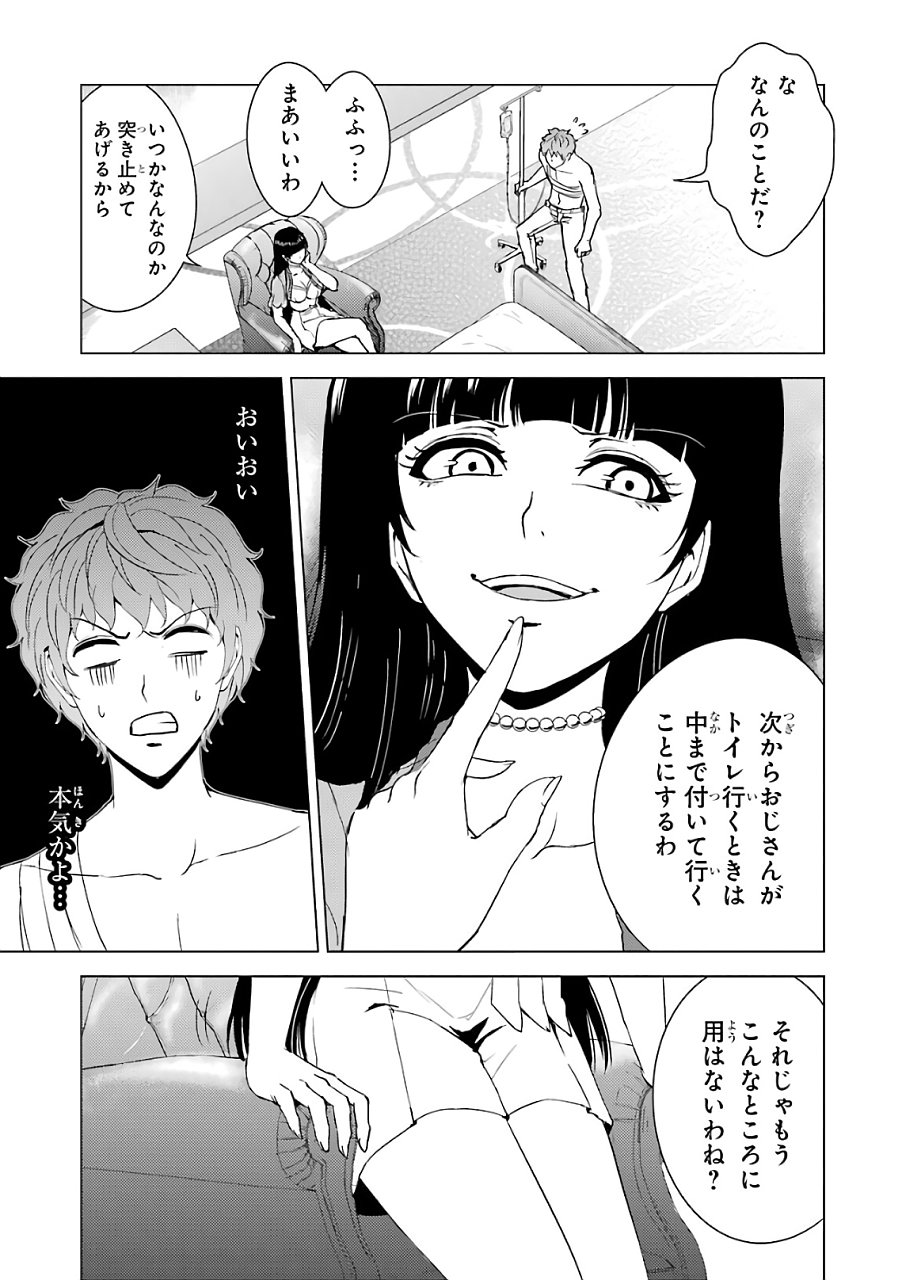 な
なんのことだ?
ふふっ…
まあいいわ
いつかなんなのか
突き止めて
あげるから
次からおじさんが
トイレ行くときは
中まで付いて行く
ことにするわ
おいおい
本気かよ…
それじゃもう
こんなところに
用はないわね?